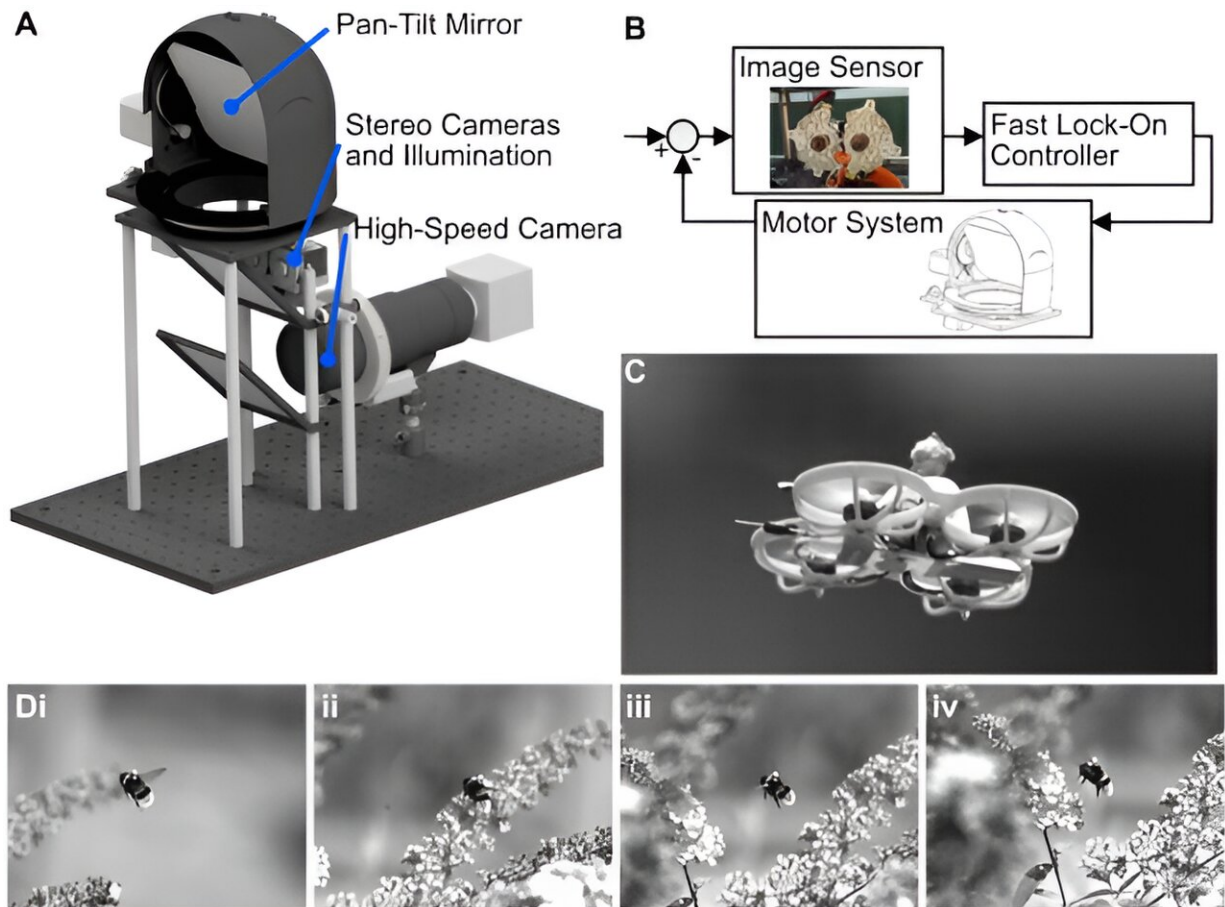 A
Pan-Tilt Mirror
Stereo Cameras
and Illumination
High-Speed Camera
B
Image Sensor
+
-
Fast Lock-On
Controller
Motor System
C
Di
ii
iii
iv